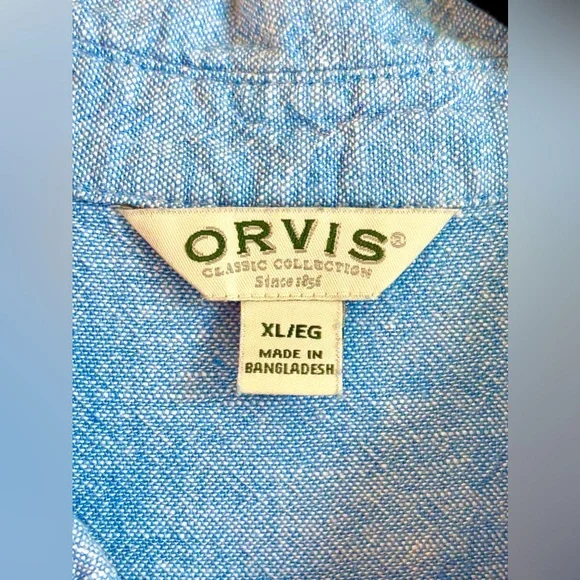 ORVIS®
CLASSIC COLLECTION
Since 1856
XL/EG
MADE IN
BANGLADESH